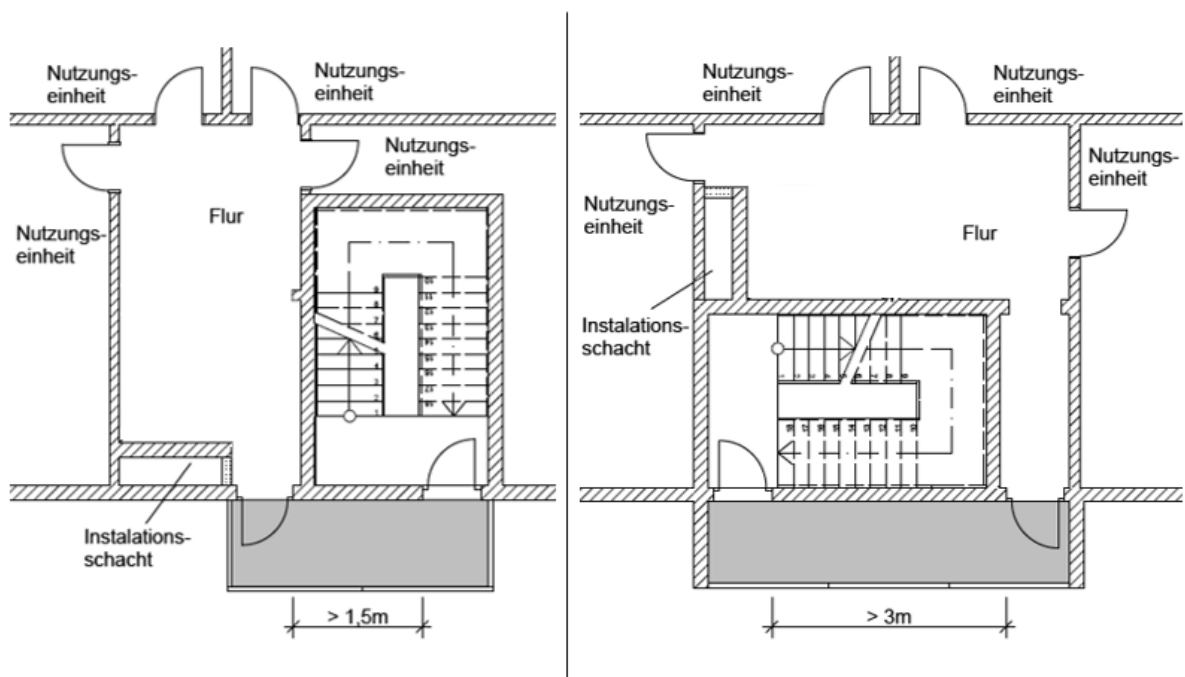 Nutzungs-
einheit
Nutzungs-
einheit
Nutzungs-
einheit
Flur
Nutzungs-
einheit
Instalations-
schacht
> 1,5m
Nutzungs-
einheit
Nutzungs-
einheit
Nutzungs-
einheit
Nutzungs-
einheit
Flur
Instalations-
schacht
> 3m